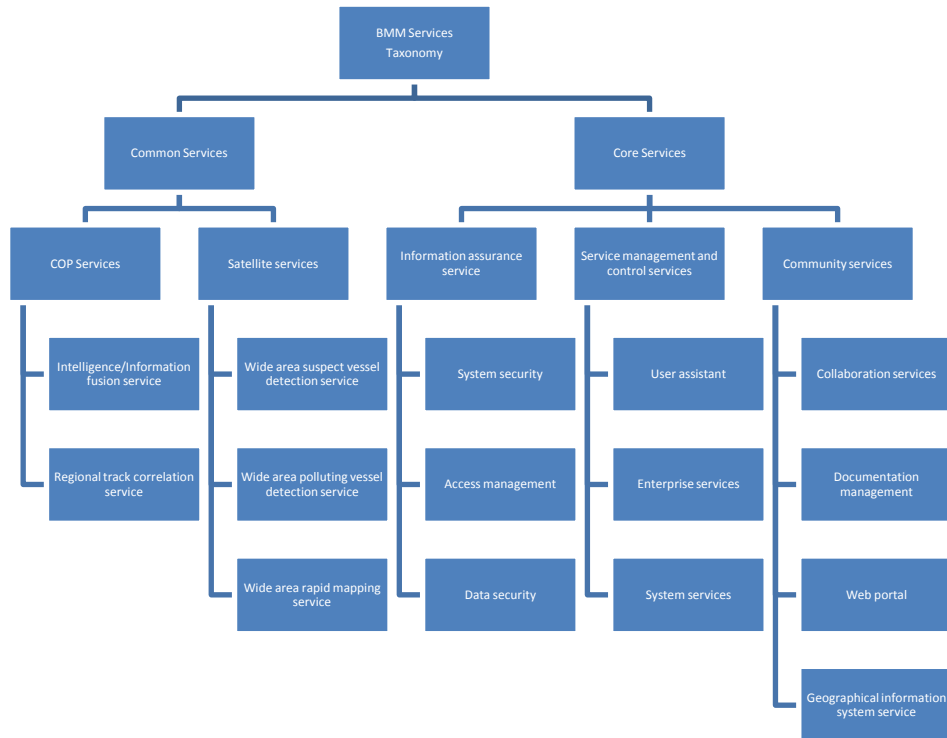 BMM Services
Taxonomy
Common Services
Core Services
COP Services
Satellite services
Information assurance
service
Service management and
control services
Community services
Intelligence/Information
fusion service
Wide area suspect vessel
detection service
System security
User assistant
Collaboration services
Regional track correlation
service
Wide area polluting vessel
detection service
Access management
Enterprise services
Documentation
management
Wide area rapid mapping
service
Data security
System services
Web portal
Geographical information
system service